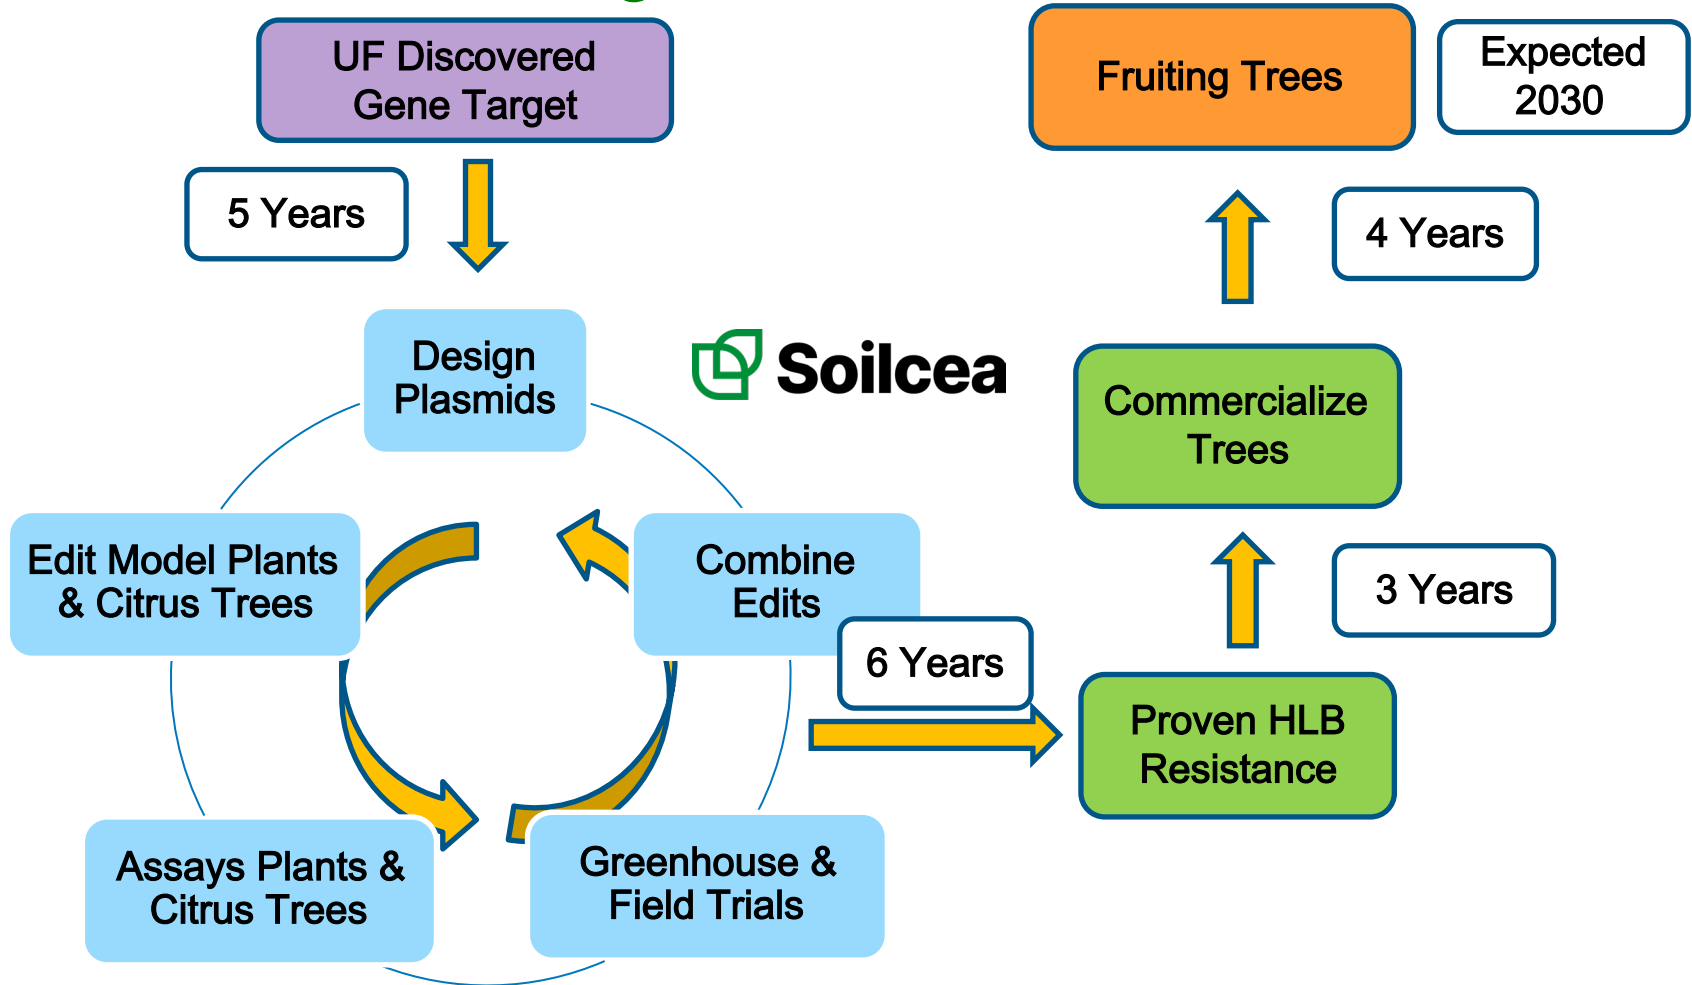 UF Discovered
Gene Target
5 Years
Design
Plasmids
Edit Model Plants
& Citrus Trees
Assays Plants &
Citrus Trees
Greenhouse &
Field Trials
Combine
Edits
Soilcea
6 Years
Proven HLB
Resistance
3 Years
Commercialize
Trees
4 Years
Fruiting Trees
Expected
2030